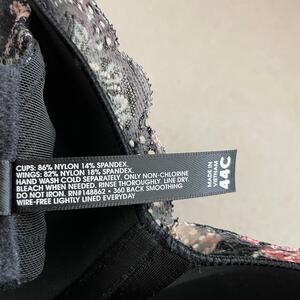 CUPS: 86% NYLON 14% SPANDEX.
WINGS: 82% NYLON 18% SPANDEX.
HAND WASH COLD SEPARATELY. ONLY NON-CHLORINE
BLEACH WHEN NEEDED. RINSE THOROUGHLY. LINE DRY.
DO NOT IRON. RN#148862 • 360 BACK SMOOTHING
WIRE-FREE LIGHTLY LINED EVERYDAY
MADE IN
VIETNAM
44C